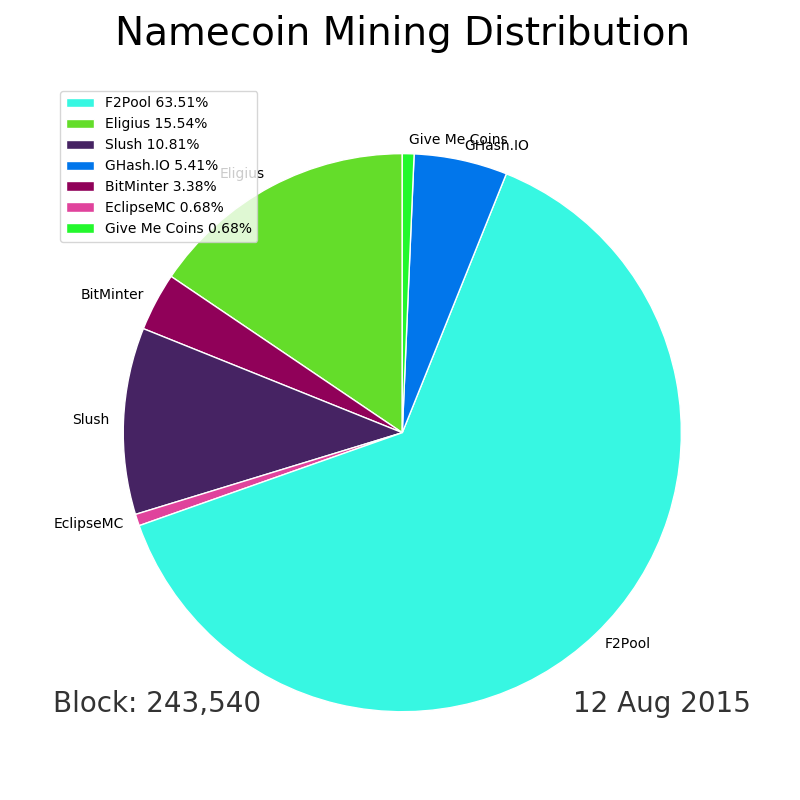 Namecoin Mining Distribution
F2Pool 63.51%
Eligius 15.54%
Slush 10.81%
GHash.IO 5.41%
BitMinter 3.38%
EclipseMC 0.68%
Give Me Coins 0.68%
Give Me Coins
GHash.IO
Eligius
BitMinter
Slush
EclipseMC
F2Pool
Block: 243,540
12 Aug 2015